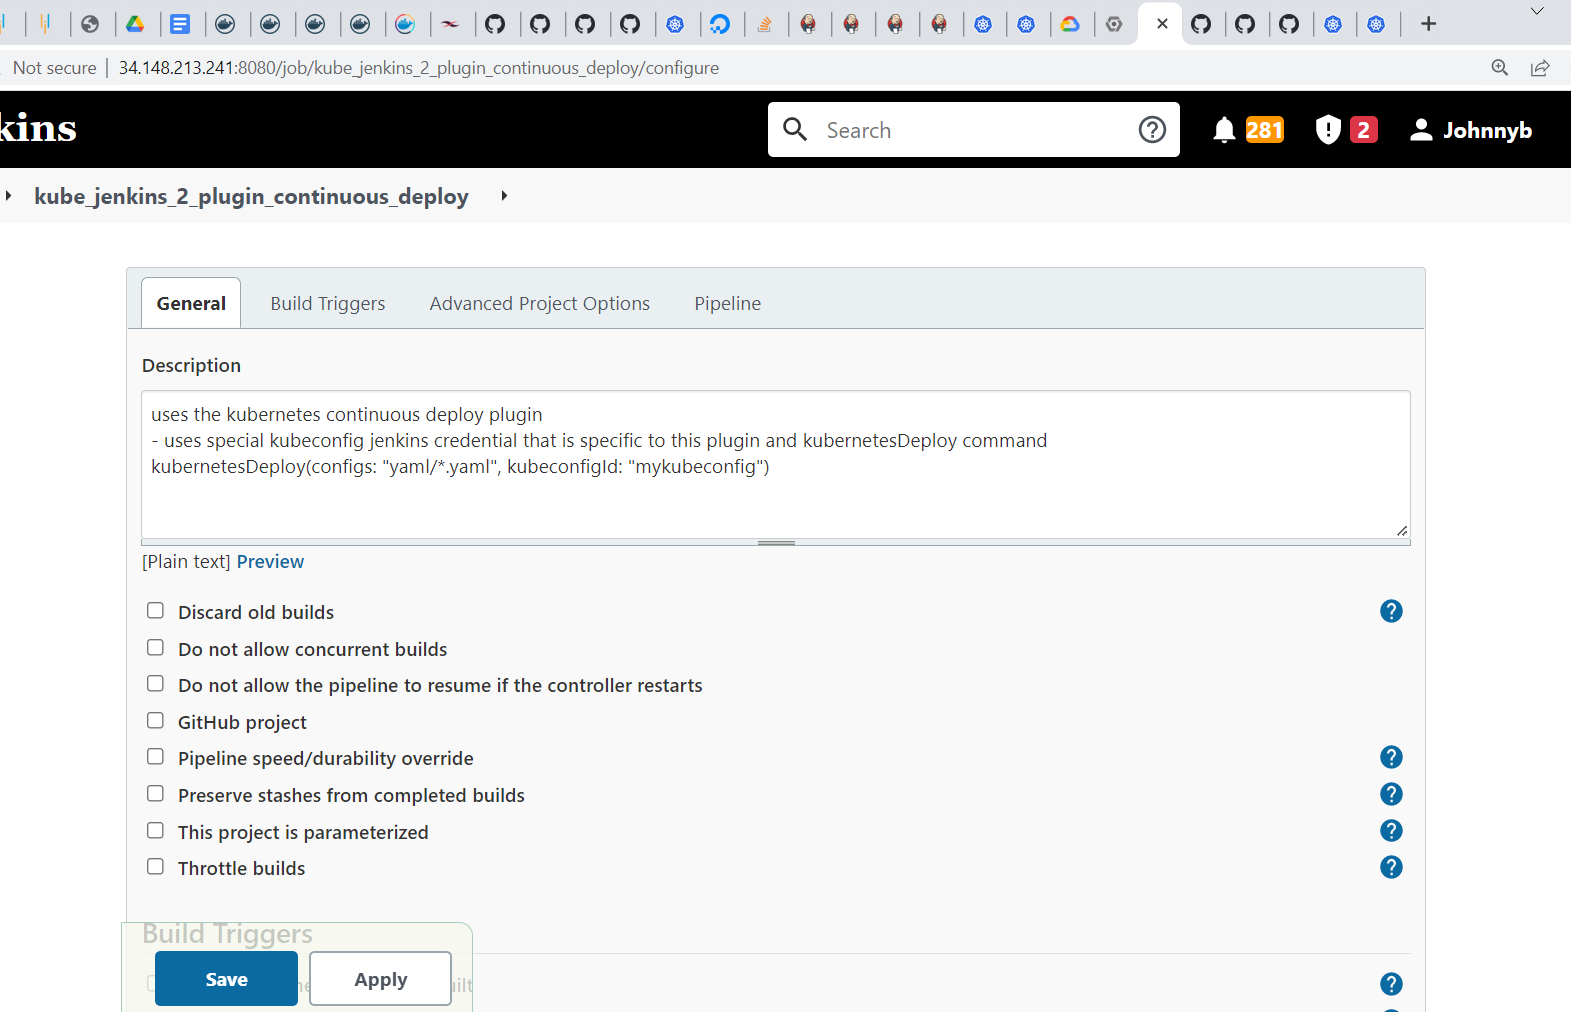 Not secure
34.148.213.241:8080/job/kube_jenkins_2_plugin_continuous_deploy/configure
kins
Search
281
2
Johnnyb
kube_jenkins_2_plugin_continuous_deploy
General
Build Triggers
Advanced Project Options
Pipeline
Description
uses the kubernetes continuous deploy plugin
- uses special kubeconfig jenkins credential that is specific to this plugin and kubernetesDeploy command
kubernetesDeploy(configs: "yaml/*.yaml", kubeconfigId: "mykubeconfig")
[Plain text] Preview
Discard old builds
Do not allow concurrent builds
Do not allow the pipeline to resume if the controller restarts
GitHub project
Pipeline speed/durability override
Preserve stashes from completed builds
This project is parameterized
Throttle builds
Build Triggers
Save
Apply